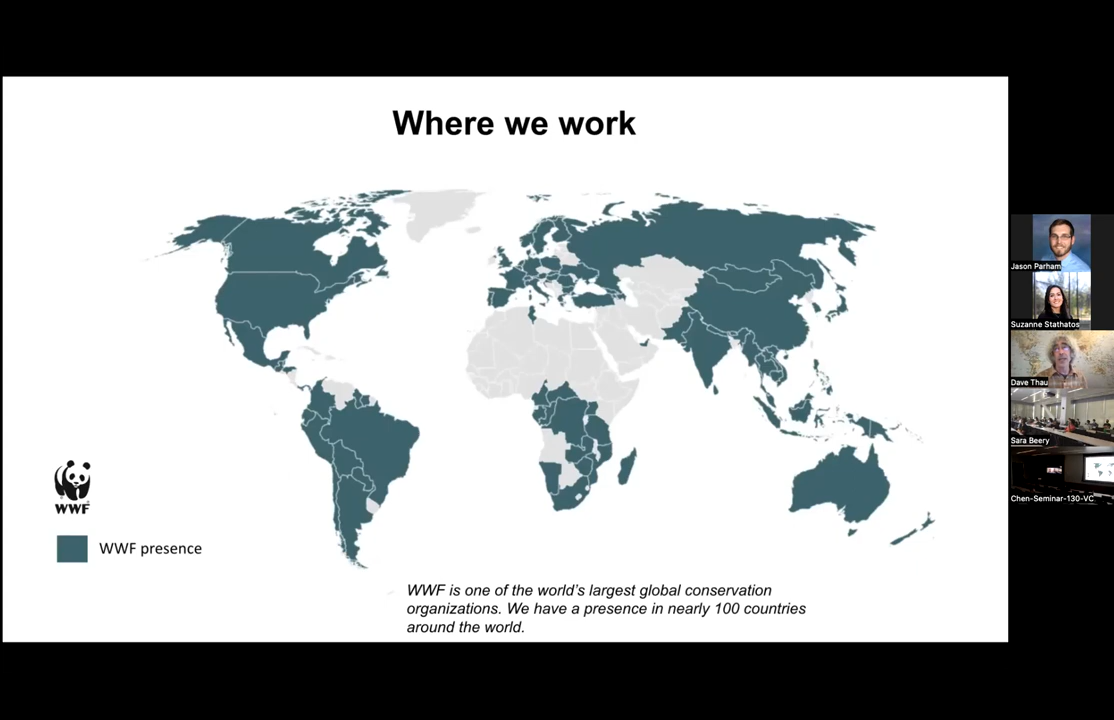 Where we work
WWF
WWF presence
WWF is one of the world's largest global conservation
organizations. We have a presence in nearly 100 countries
around the world.
Jason Parham
Suzanne Stathatos
Dave Thau
Sara Beery
Chen-Seminar-130-VC